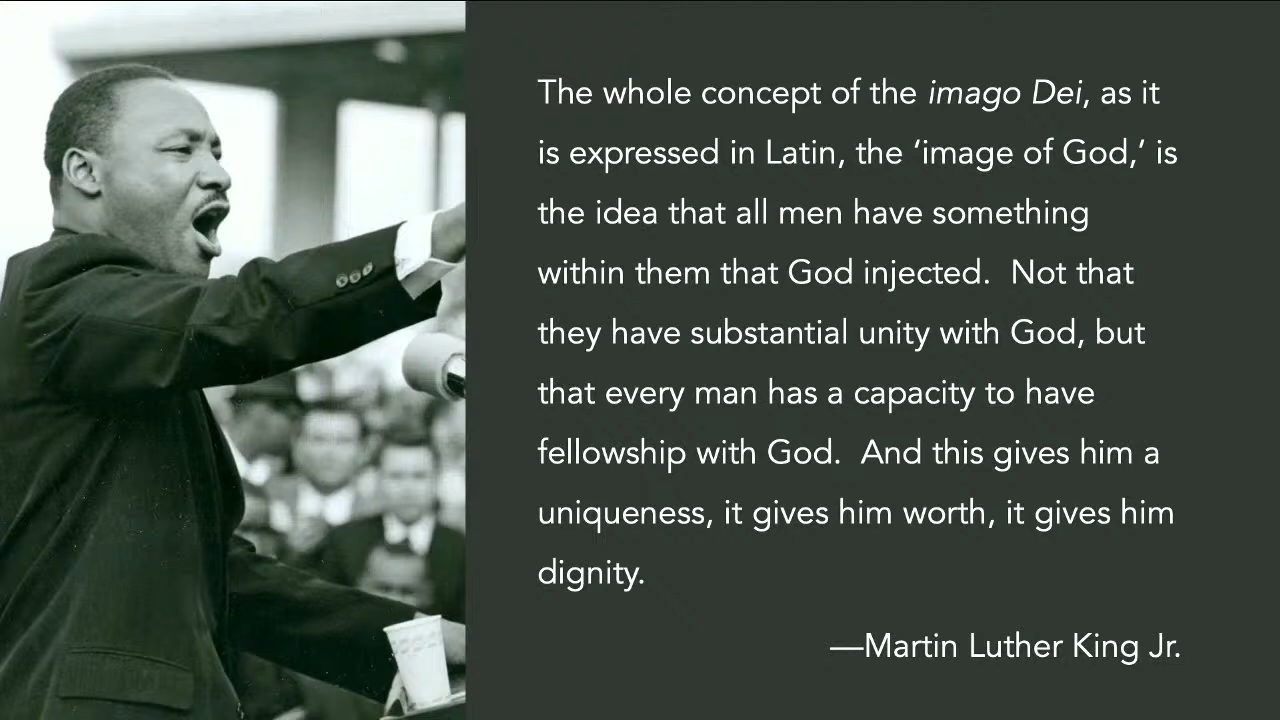 The whole concept of the imago Dei, as it
is expressed in Latin, the ‘image of God,’ is
the idea that all men have something
within them that God injected.  Not that
they have substantial unity with God, but
that every man has a capacity to have
fellowship with God.  And this gives him a
uniqueness, it gives him worth, it gives him
dignity.
—Martin Luther King Jr.